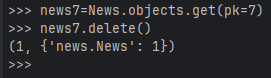 >>> news7=News.objects.get(pk=7)
>>> news7.delete()
(1, {'news.News': 1})
>>>